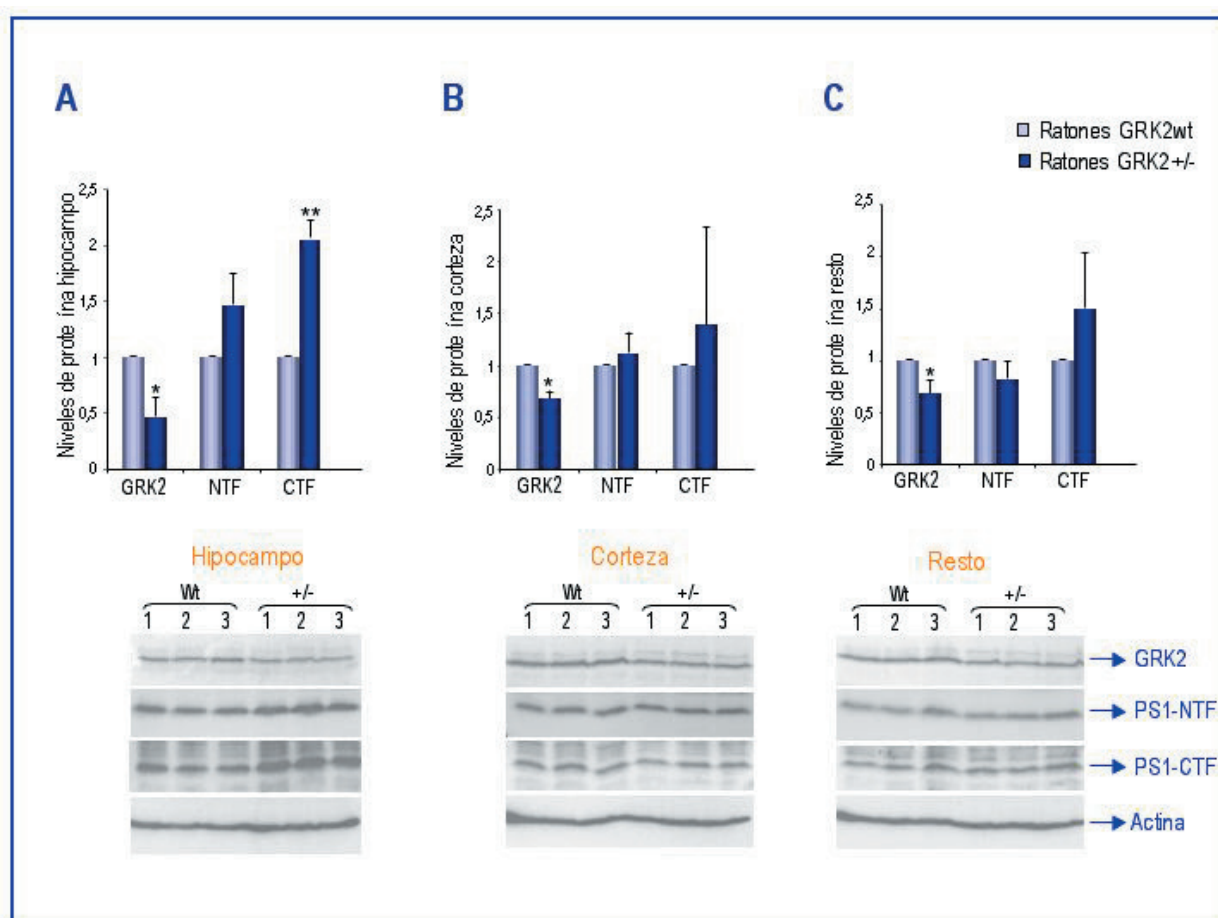 A
B
C
Ratones GRK2wt
Ratones GRK2+/-
Niveles de prote ína hipocampo
2,5
2
1,5
1
0,5
0
*
**
GRK2 NTF CTF
Niveles de prote ína corteza
2,5
2
1,5
1
0,5
0
*
GRK2 NTF CTF
Niveles de prote ína resto
2,5
2
1,5
1
0,5
0
*
GRK2 NTF CTF
Hipocampo
Wt +/-
1 2 3 1 2 3
Corteza
Wt +/-
1 2 3 1 2 3
Resto
Wt +/-
1 2 3 1 2 3
GRK2
PS1-NTF
PS1-CTF
Actina